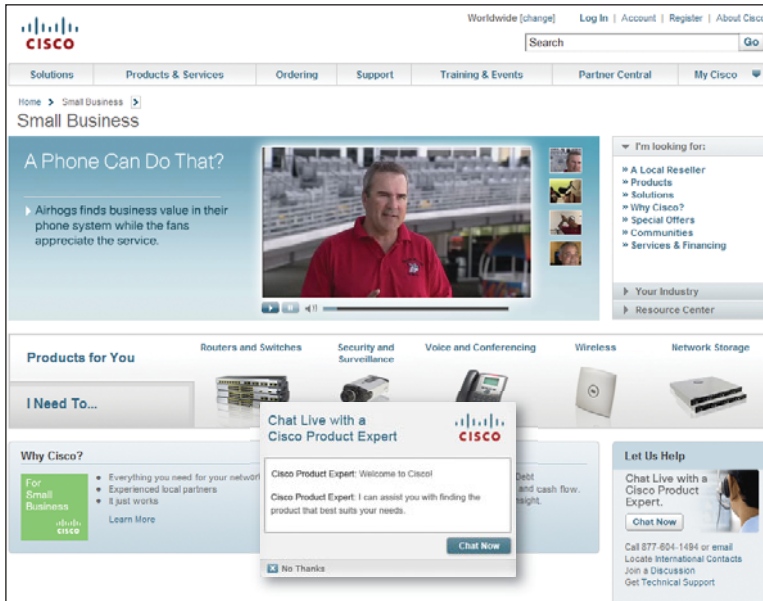 Worldwide [change] Log In | Account | Register | About Cisco
CISCO
Search Go
Solutions Products & Services Ordering Support Training & Events Partner Central My Cisco
Home Small Business
Small Business
A Phone Can Do That?
Airhogs finds business value in their
phone system while the fans
appreciate the service.
I'm looking for:
» A Local Reseller
» Products
» Solutions
» Why Cisco?
» Special Offers
» Communities
» Services & Financing
Your Industry
Resource Center
Products for You
I Need To...
Routers and Switches
Security and
Surveillance
Voice and Conferencing
Wireless
Network Storage
Why Cisco?
For
Small
Business
CISCO
Everything you need for your network
Experienced local partners
It just works
Learn More
Debt
and cash flow.
Chat Live with a
Cisco Product Expert
CISCO
Cisco Product Expert: Welcome to Cisco!
Cisco Product Expert: I can assist you with finding the
product that best suits your needs.
Chat Now
No Thanks
Let Us Help
Chat Live with a
Cisco Product
Expert.
Chat Now
Call 877-604-1494 or email
Locate International Contacts
Join a Discussion
Get Technical Support